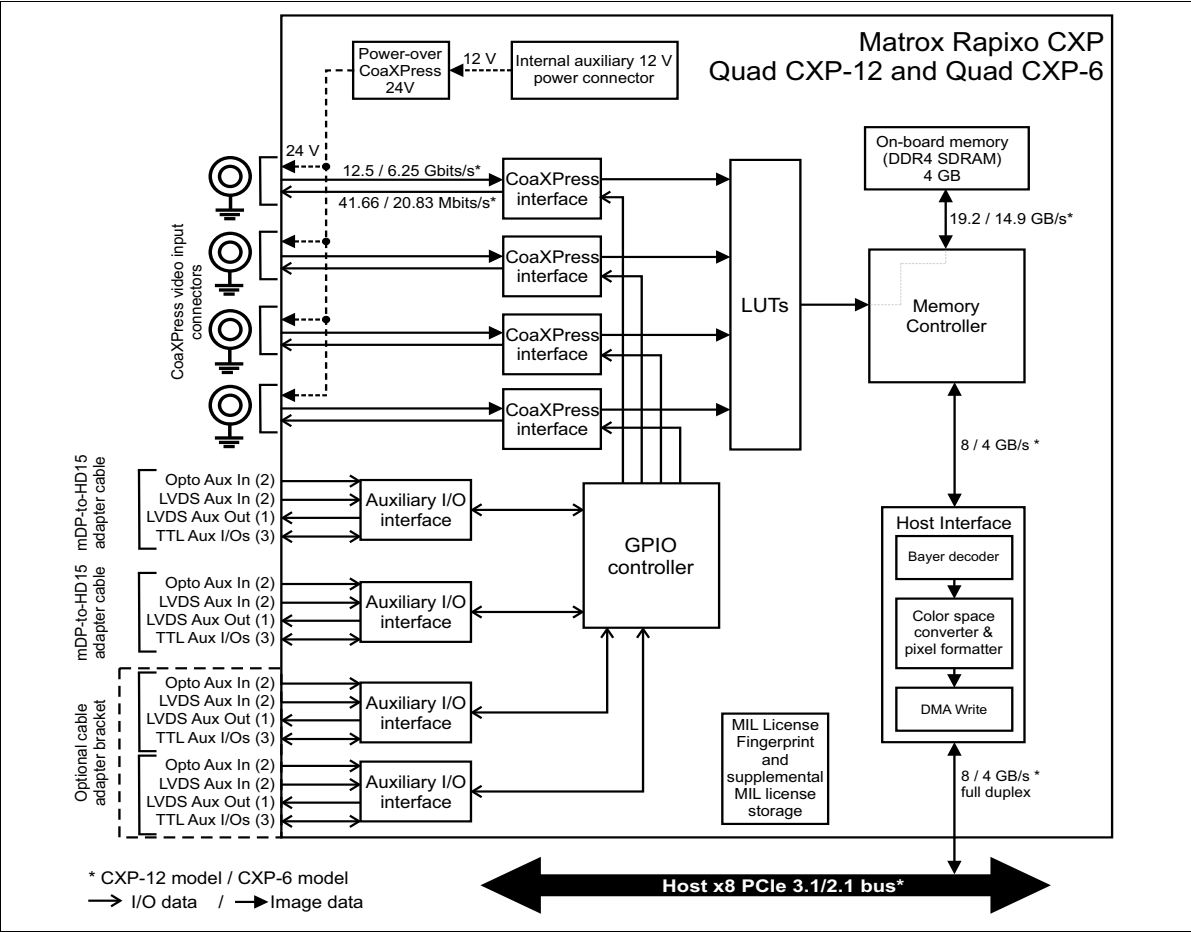 Matrox Rapixo CXP
Quad CXP-12 and Quad CXP-6
Power-over
CoaXPress
24V
12 V
Internal auxiliary 12 V
power connector
On-board memory
(DDR4 SDRAM)
4 GB
19.2 / 14.9 GB/s*
24 V
12.5 / 6.25 Gbits/s*
41.66 / 20.83 Mbits/s*
CoaXPress
interface
CoaXPress
interface
CoaXPress
interface
CoaXPress
interface
CoaXPress video input
connectors
LUTs
Memory
Controller
8 / 4 GB/s *
mDP-to-HD15
adapter cable
Opto Aux In (2)
LVDS Aux In (2)
LVDS Aux Out (1)
TTL Aux I/Os (3)
Auxiliary I/O
interface
GPIO
controller
mDP-to-HD15
adapter cable
Opto Aux In (2)
LVDS Aux In (2)
LVDS Aux Out (1)
TTL Aux I/Os (3)
Auxiliary I/O
interface
Optional cable
adapter bracket
Opto Aux In (2)
LVDS Aux In (2)
LVDS Aux Out (1)
TTL Aux I/Os (3)
Auxiliary I/O
interface
Opto Aux In (2)
LVDS Aux In (2)
LVDS Aux Out (1)
TTL Aux I/Os (3)
Auxiliary I/O
interface
Host Interface
Bayer decoder
Color space
converter &
pixel formatter
DMA Write
MIL License
Fingerprint
and
supplemental
MIL license
storage
8 / 4 GB/s *
full duplex
Host x8 PCIe 3.1/2.1 bus*
* CXP-12 model / CXP-6 model
I/O data / Image data